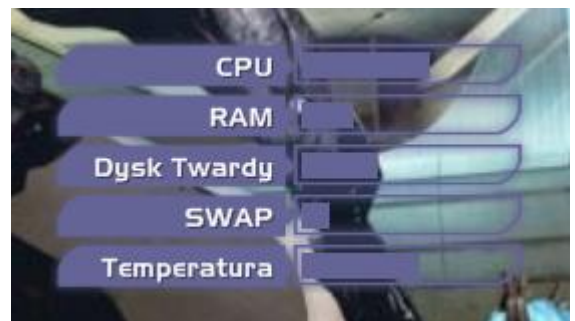 CPU
RAM
Dysk Twardy
SWAP
Temperatura